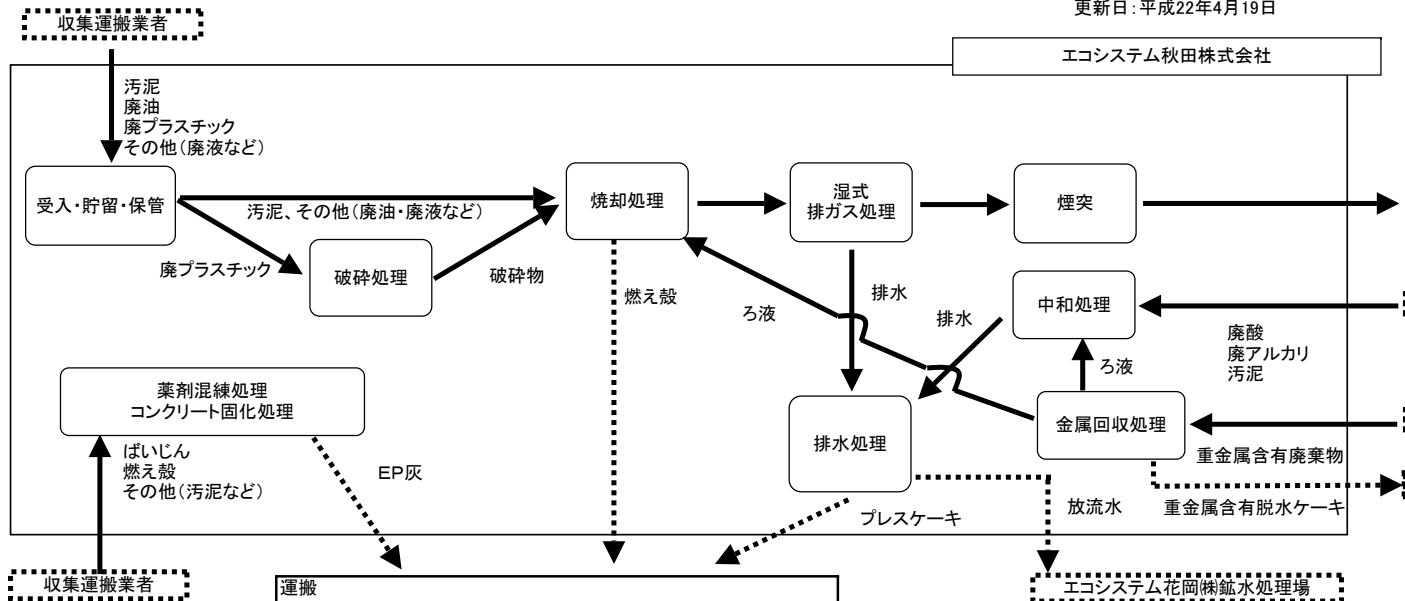 更新日：平成22年4月19日
収集運搬業者
エコシステム秋田株式会社
汚泥
廃油
廃プラスチック
その他（廃液など）
受入・貯留・保管
汚泥、その他（廃油・廃液など）
焼却処理
湿式
排ガス処理
煙突
廃プラスチック
破砕処理
破砕物
燃え殻
ろ液
排水
排水
中和処理
廃酸
廃アルカリ
汚泥
ろ液
薬剤混練処理
コンクリート固化処理
排水処理
金属回収処理
重金属含有廃棄物
ばいじん
燃え殻
その他（汚泥など）
EP灰
プレスケーキ
放流水
重金属含有脱水ケーキ
収集運搬業者
運搬
エコシステム花岡㈱鉱水処理場